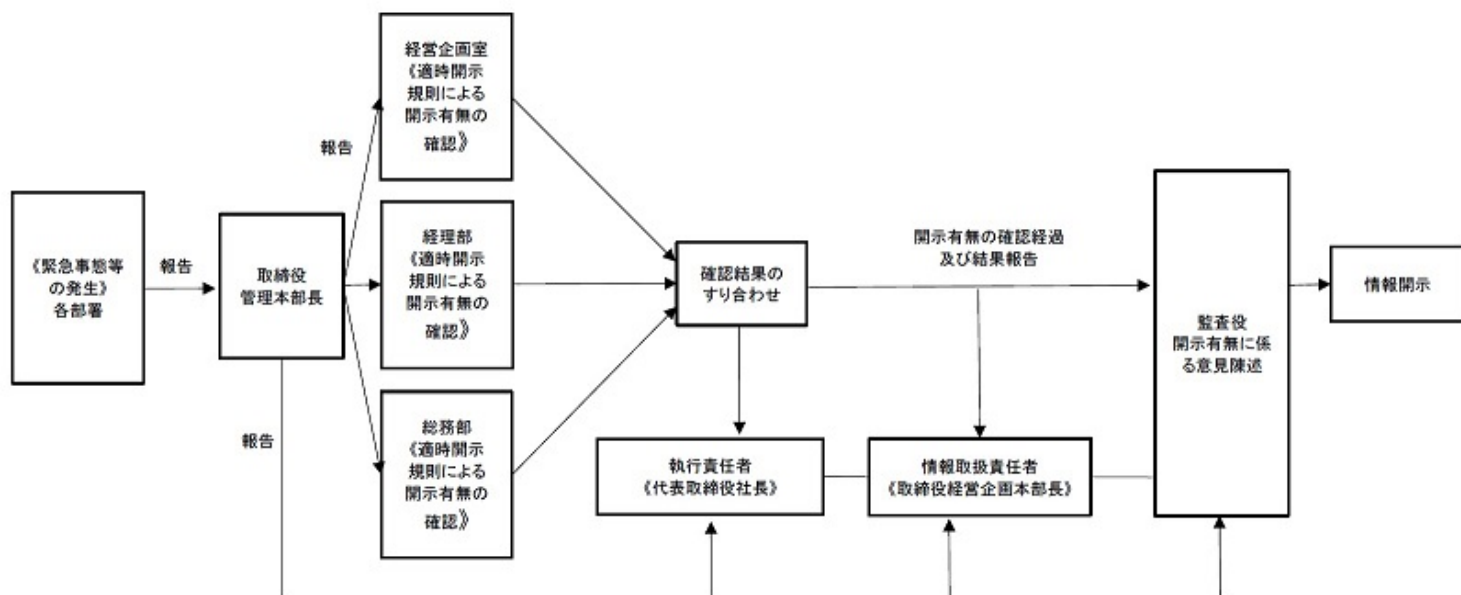 経営企画室
《適時開示
規則による
開示有無の
確認》
報告
《緊急事態等
の発生》
各部署
報告
取締役
管理本部長
経理部
《適時開示
規則による
開示有無の
確認》
確認結果の
すり合わせ
開示有無の確認経過
及び結果報告
監査役
開示有無に係
る意見陳述
情報開示
報告
総務部
《適時開示
規則による
開示有無の
確認》
執行責任者
《代表取締役社長》
情報取扱責任者
《取締役経営企画本部長》